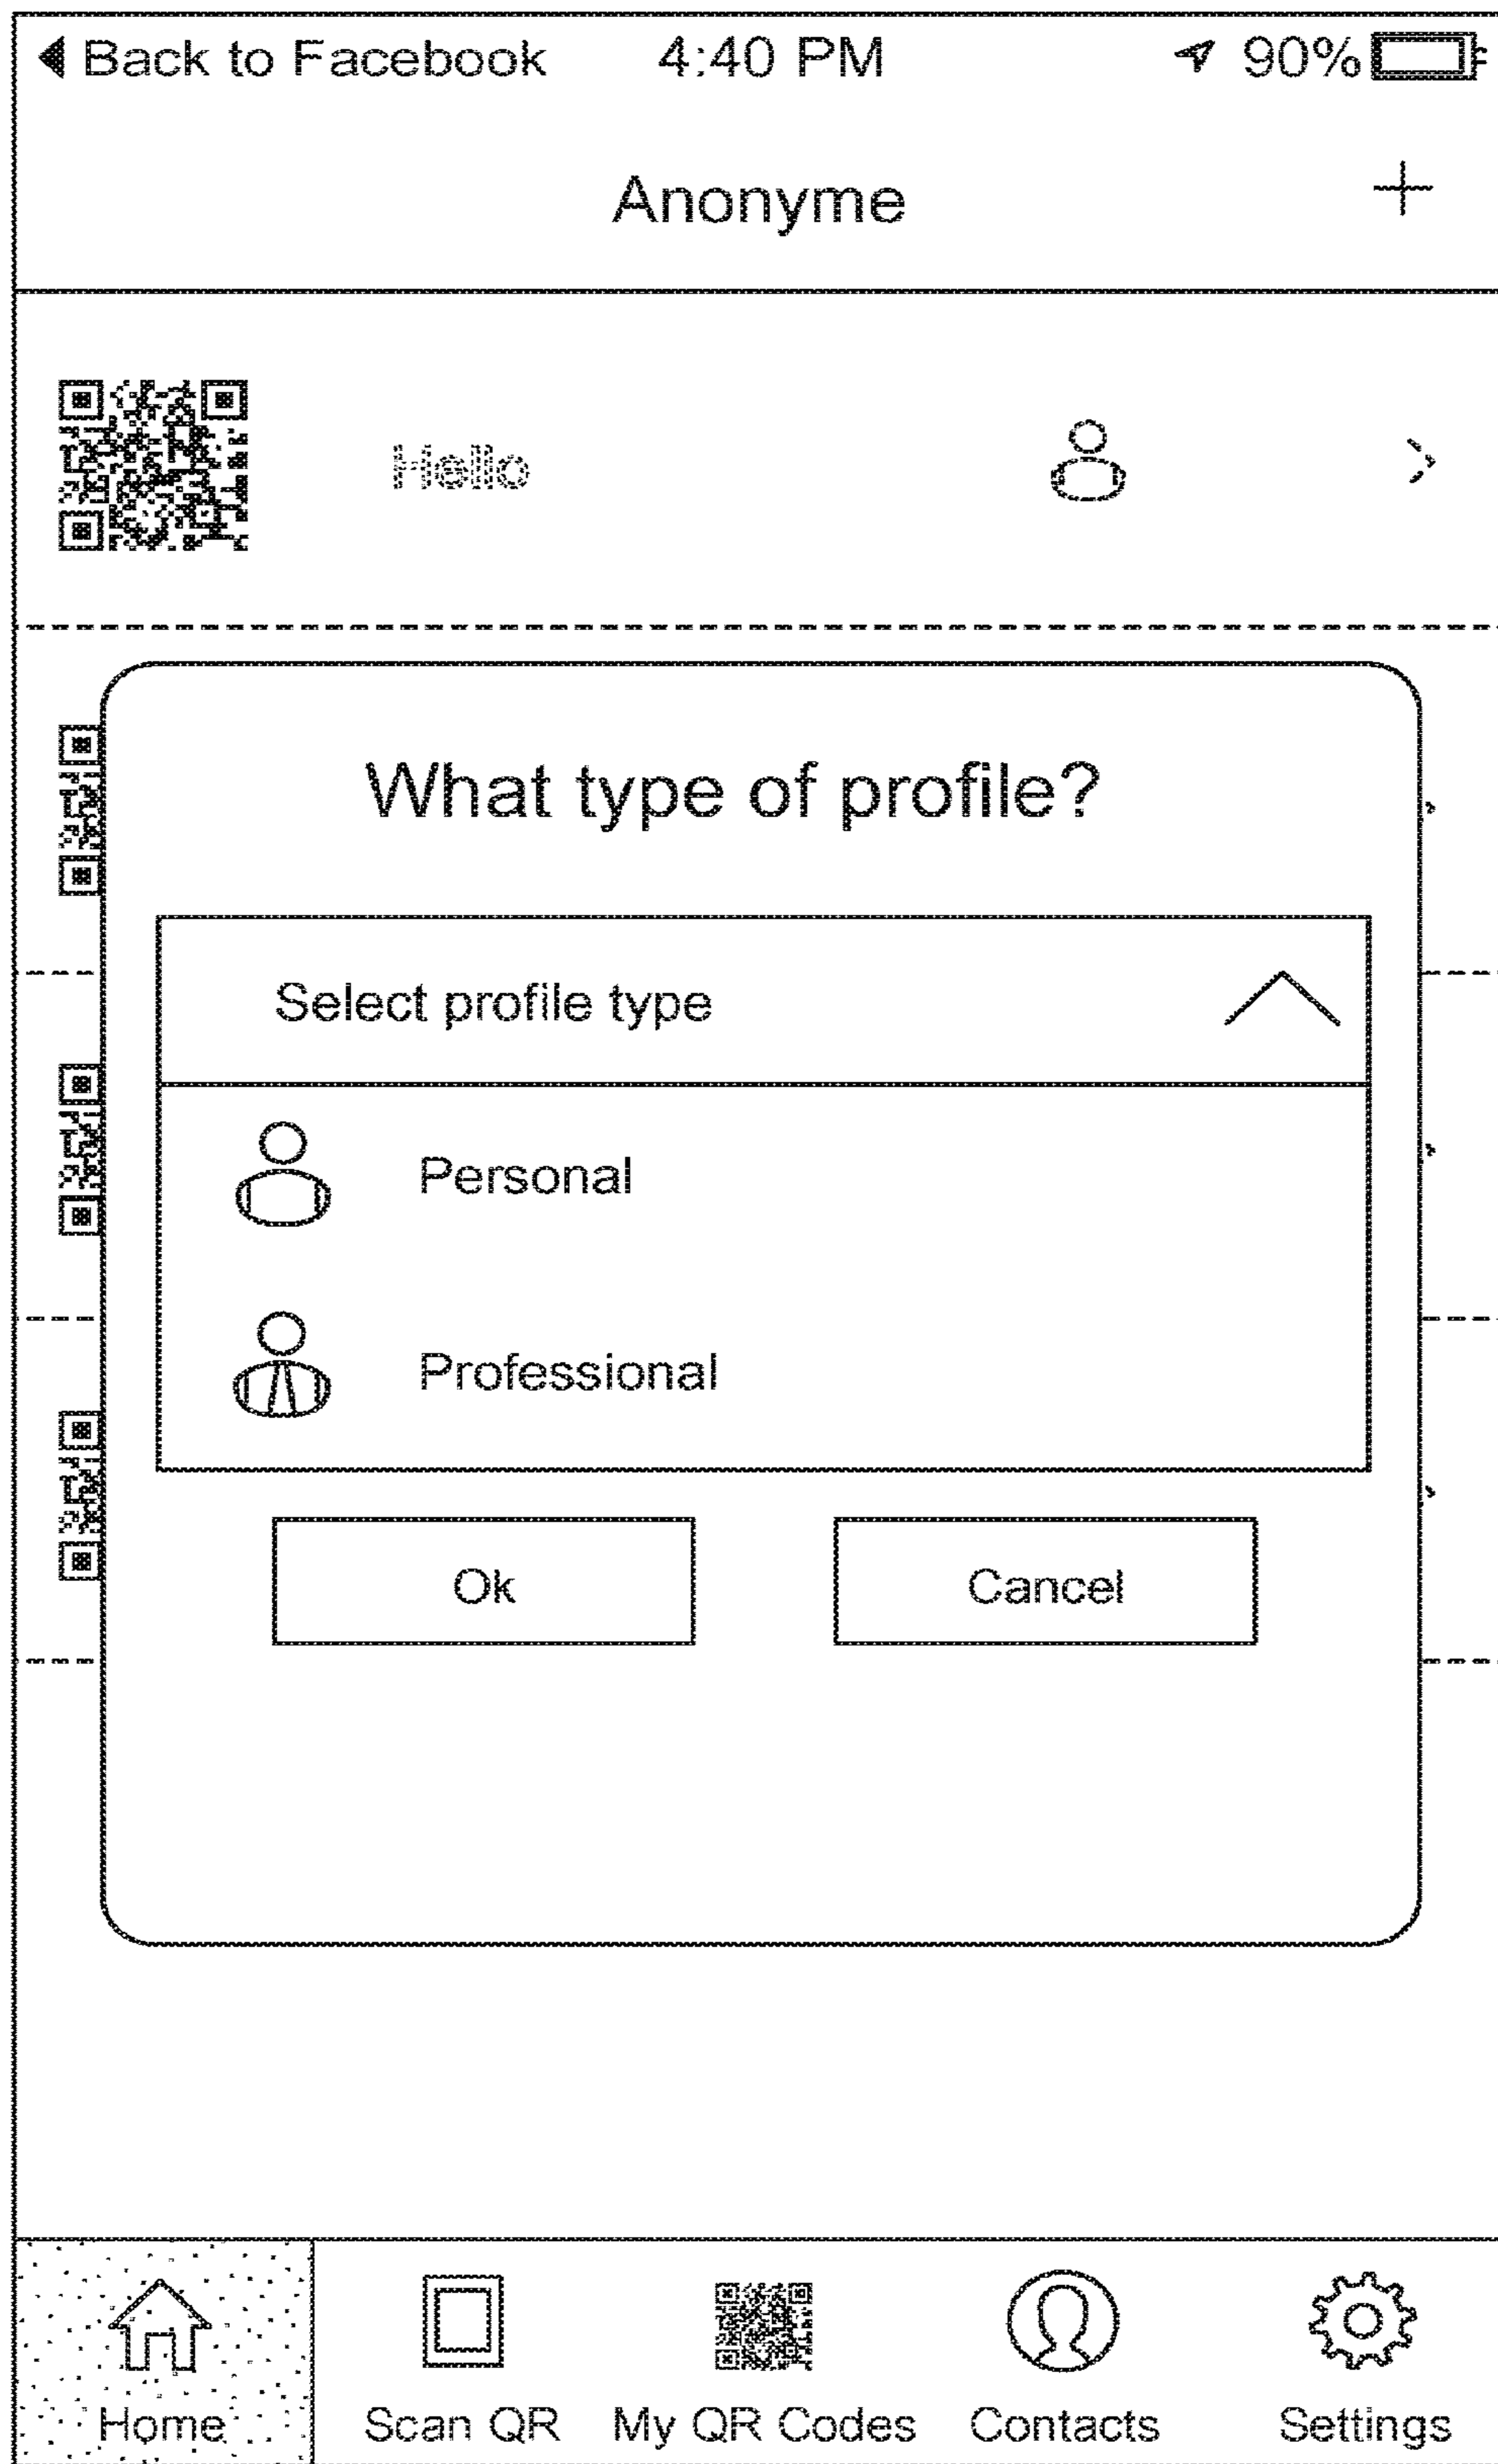 Back to Facebook 4:40 PM 90%
Anonyme +
Hello
What type of profile?
Select profile type
Personal
Professional
Ok Cancel
Home Scan QR My QR Codes Contacts Settings